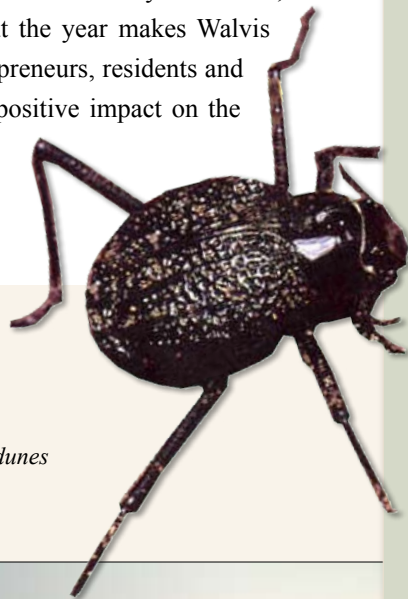 t the year makes Walvis
preneurs, residents and
positive impact on the
dunes